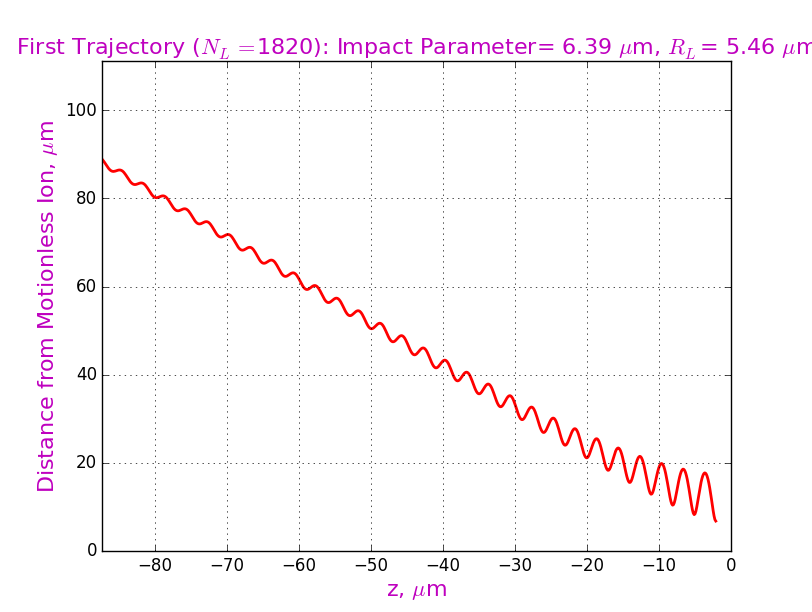 First Trajectory (N_L =1820): Impact Parameter= 6.39 μm, R_L= 5.46 μm
Distance from Motionless Ion, μm
100
80
60
40
20
0
−80 −70 −60 −50 −40 −30 −20 −10 0
z, μm